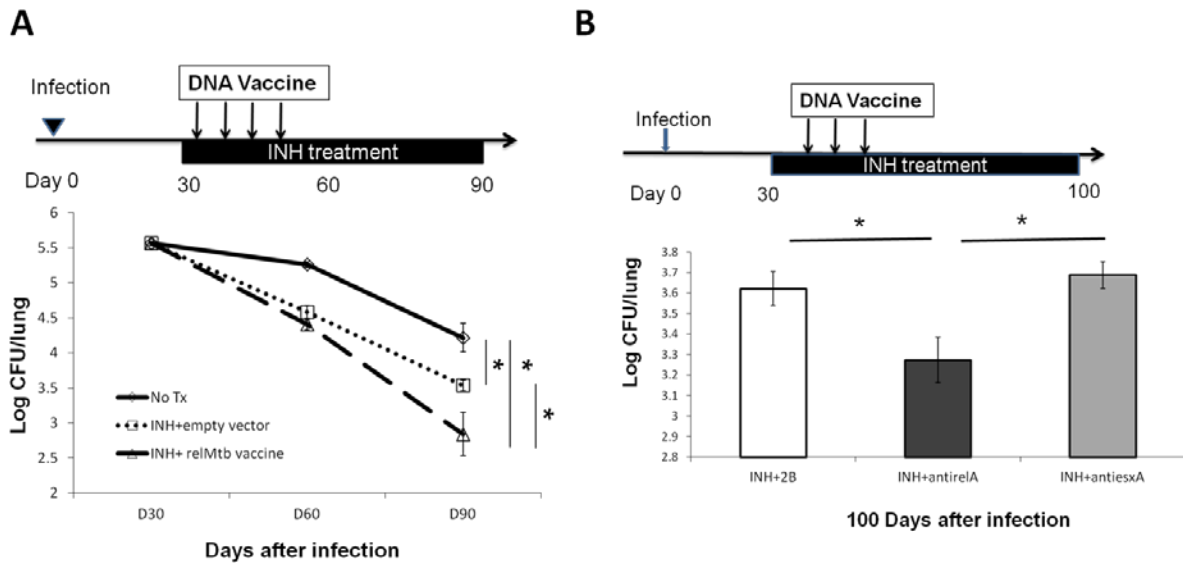 A
DNA Vaccine
Infection
INH treatment
Day 0
30
60
90
Log CFU/lung
6
5.5
5
4.5
4
3.5
3
2.5
2
No Tx
INH+empty vector
INH+ relMtb vaccine
*
*
*
D30
D60
D90
Days after infection
B
DNA Vaccine
Infection
INH treatment
Day 0
30
100
*
*
Log CFU/lung
3.8
3.7
3.6
3.5
3.4
3.3
3.2
3.1
3
2.9
2.8
INH+2B
INH+antirelA
INH+antiesxA
100 Days after infection